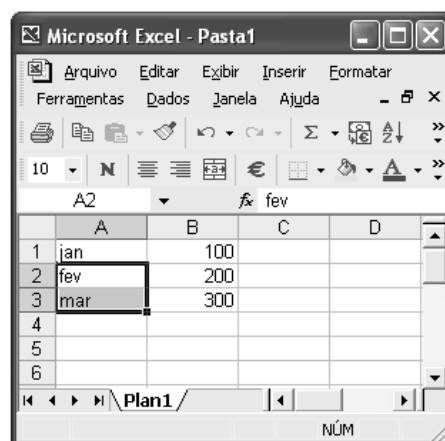 Microsoft Excel - Pasta1
Arquivo Editar Exibir Inserir Formatar
Ferramentas Dados Janela Ajuda
10 N €
A2 fx fev
A B C D
1 jan 100
2 fev 200
3 mar 300
4
5
6
Plan1
NÚM